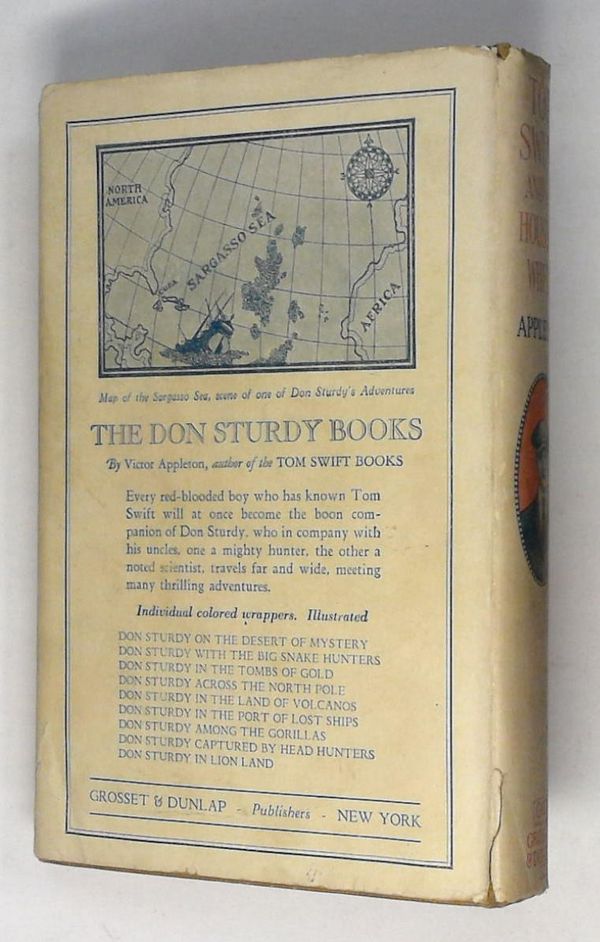 NORTH
AMERICA
SARGASSO SEA
AFRICA
Map of the Sargasso Sea, scene of one of Don Sturdy's Adventures
THE DON STURDY BOOKS
By Victor Appleton, author of the TOM SWIFT BOOKS
Every red-blooded boy who has known Tom
Swift will at once become the boon com-
panion of Don Sturdy, who in company with
his uncles, one a mighty hunter, the other a
noted scientist, travels far and wide, meeting
many thrilling adventures.
Individual colored wrappers. Illustrated
DON STURDY ON THE DESERT OF MYSTERY
DON STURDY WITH THE BIG SNAKE HUNTERS
DON STURDY IN THE TOMBS OF GOLD
DON STURDY ACROSS THE NORTH POLE
DON STURDY IN THE LAND OF VOLCANOS
DON STURDY IN THE PORT OF LOST SHIPS
DON STURDY AMONG THE GORILLAS
DON STURDY CAPTURED BY HEAD HUNTERS
DON STURDY IN LION LAND
GROSSET & DUNLAP - Publishers - NEW YORK
TO
SWI
AND
HOU
WH
APPLE